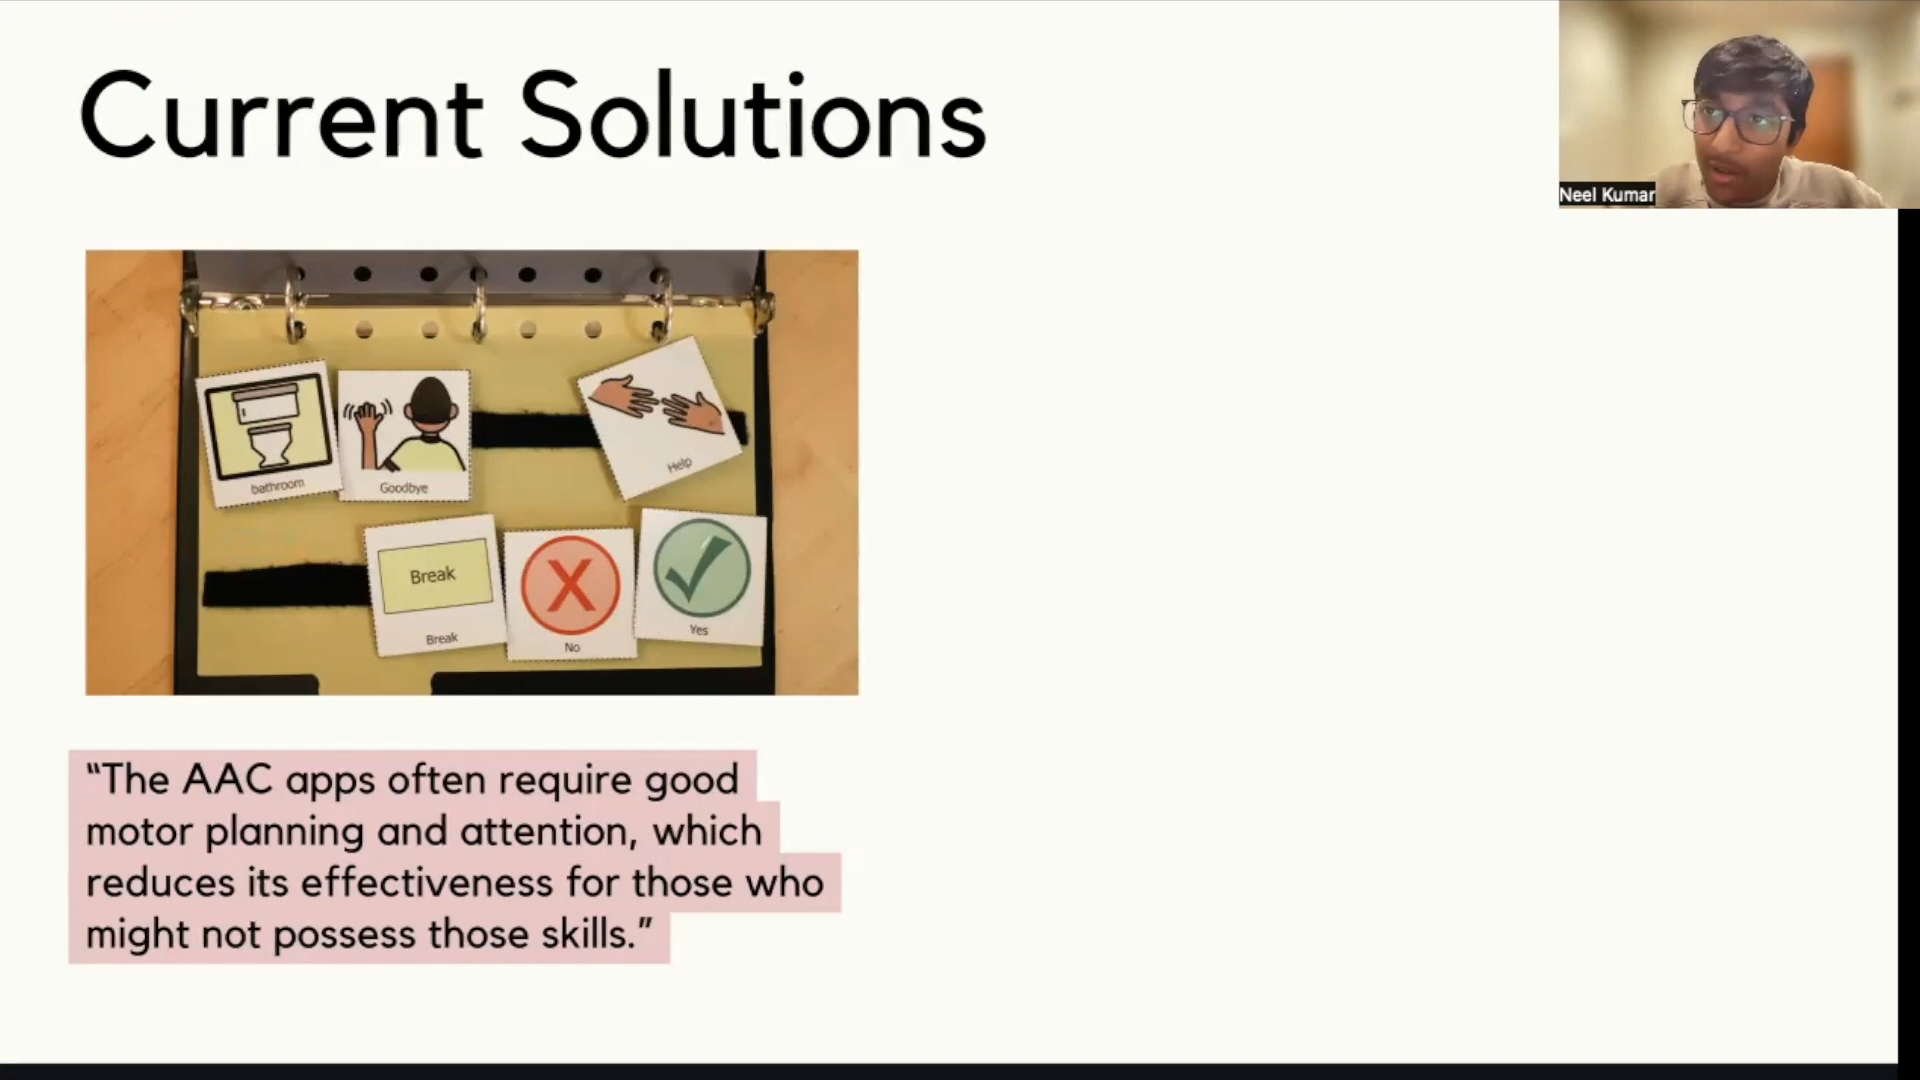 Current Solutions
Neel Kumar
bathroom
Goodbye
Help
Break
Break
X
No
Yes
“The AAC apps often require good
motor planning and attention, which
reduces its effectiveness for those who
might not possess those skills.”